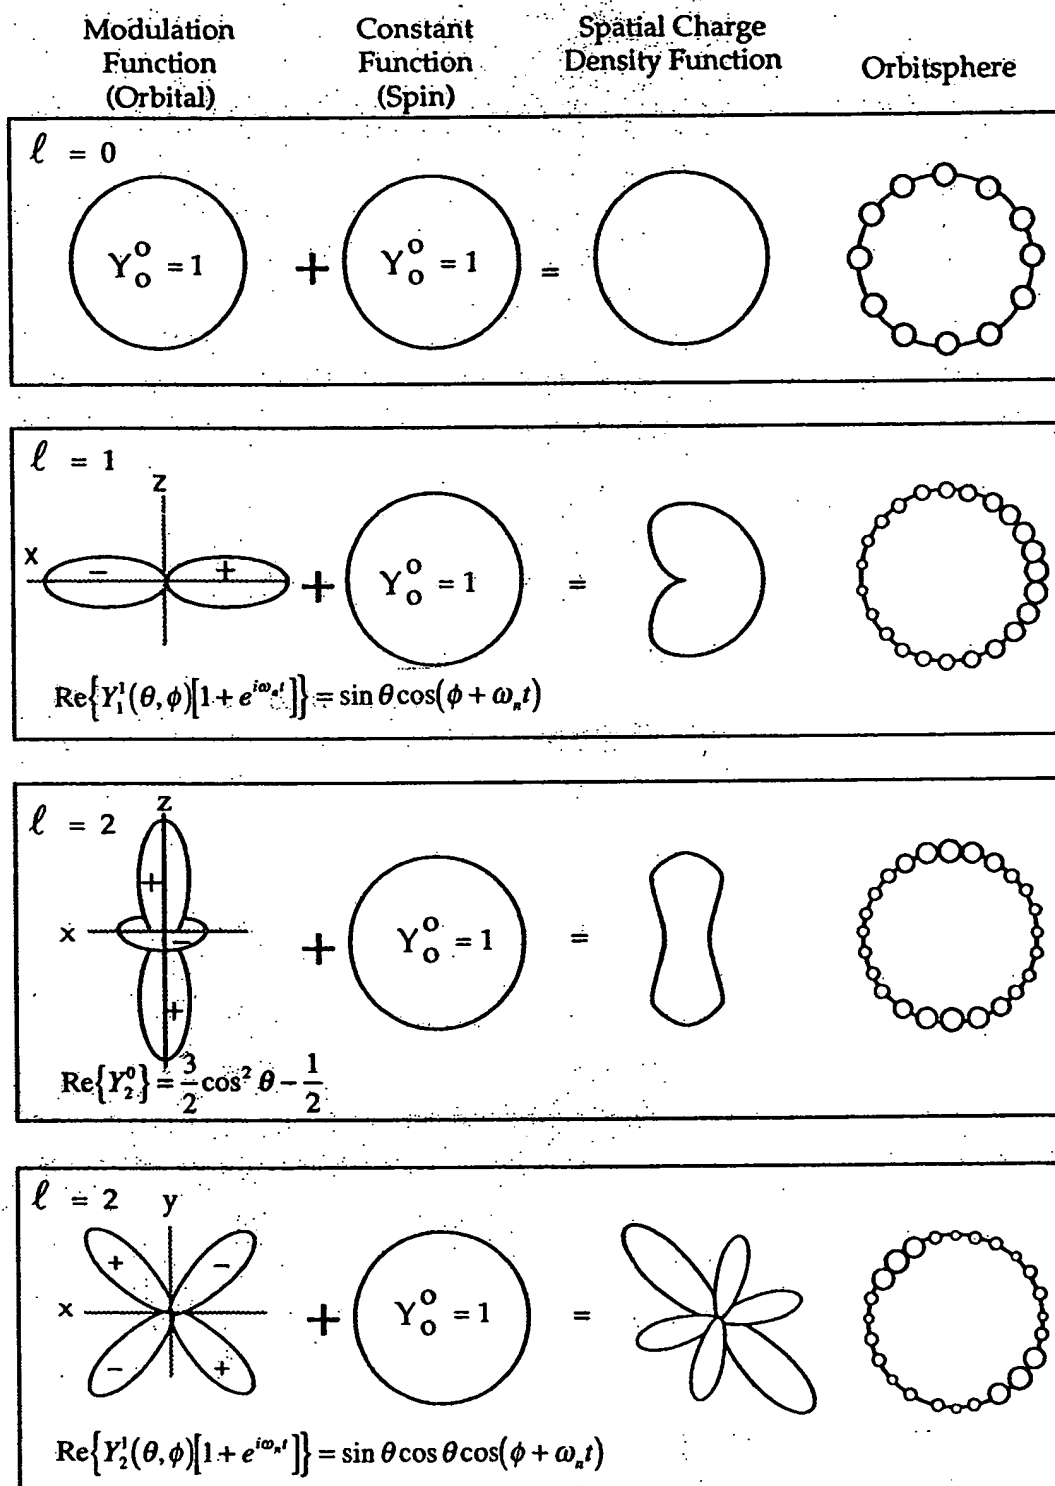 Modulation Function (Orbital)
Constant Function (Spin)
Spatial Charge Density Function
Orbitsphere
ℓ = 0
Y₀⁰ = 1
+
Y₀⁰ = 1
=
ℓ = 1
z
x
−
+
+
Y₀⁰ = 1
=
Re{Y₁¹(θ,ϕ)[1 + e^{iωₙt}]} = sin θ cos(ϕ + ωₙt)
ℓ = 2
z
+
x
−
+
+
Y₀⁰ = 1
=
Re{Y₂⁰} = 3/2 cos² θ − 1/2
ℓ = 2
y
+
−
x
−
+
+
Y₀⁰ = 1
=
Re{Y₂¹(θ,ϕ)[1 + e^{iωₙt}]} = sin θ cos θ cos(ϕ + ωₙt)